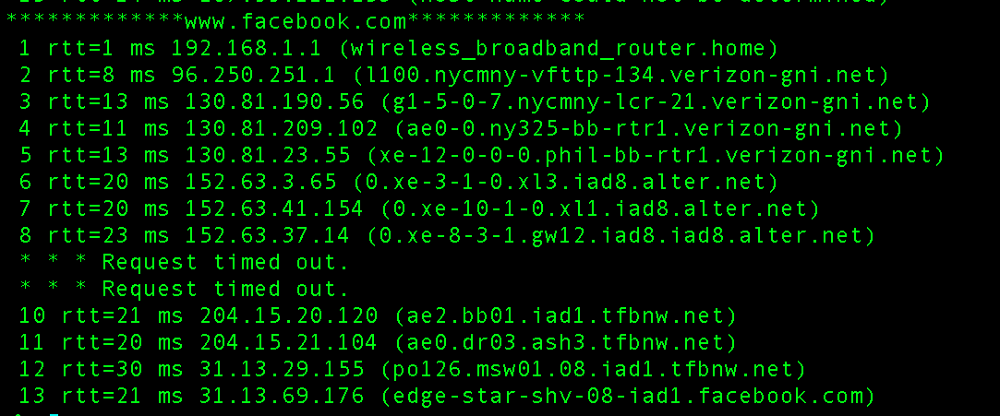 *************www.facebook.com*************
1 rtt=1 ms 192.168.1.1 (wireless_broadband_router.home)
2 rtt=8 ms 96.250.251.1 (l100.nycmny-vfttp-134.verizon-gni.net)
3 rtt=13 ms 130.81.190.56 (g1-5-0-7.nycmny-lcr-21.verizon-gni.net)
4 rtt=11 ms 130.81.209.102 (ae0-0.ny325-bb-rtr1.verizon-gni.net)
5 rtt=13 ms 130.81.23.55 (xe-12-0-0-0.phil-bb-rtr1.verizon-gni.net)
6 rtt=20 ms 152.63.3.65 (0.xe-3-1-0.xl3.iad8.alter.net)
7 rtt=20 ms 152.63.41.154 (0.xe-10-1-0.xl1.iad8.alter.net)
8 rtt=23 ms 152.63.37.14 (0.xe-8-3-1.gw12.iad8.iad8.alter.net)
* * * Request timed out.
* * * Request timed out.
10 rtt=21 ms 204.15.20.120 (ae2.bb01.iad1.tfbnw.net)
11 rtt=20 ms 204.15.21.104 (ae0.dr03.ash3.tfbnw.net)
12 rtt=30 ms 31.13.29.155 (po126.msw01.08.iad1.tfbnw.net)
13 rtt=21 ms 31.13.69.176 (edge-star-shv-08-iad1.facebook.com)